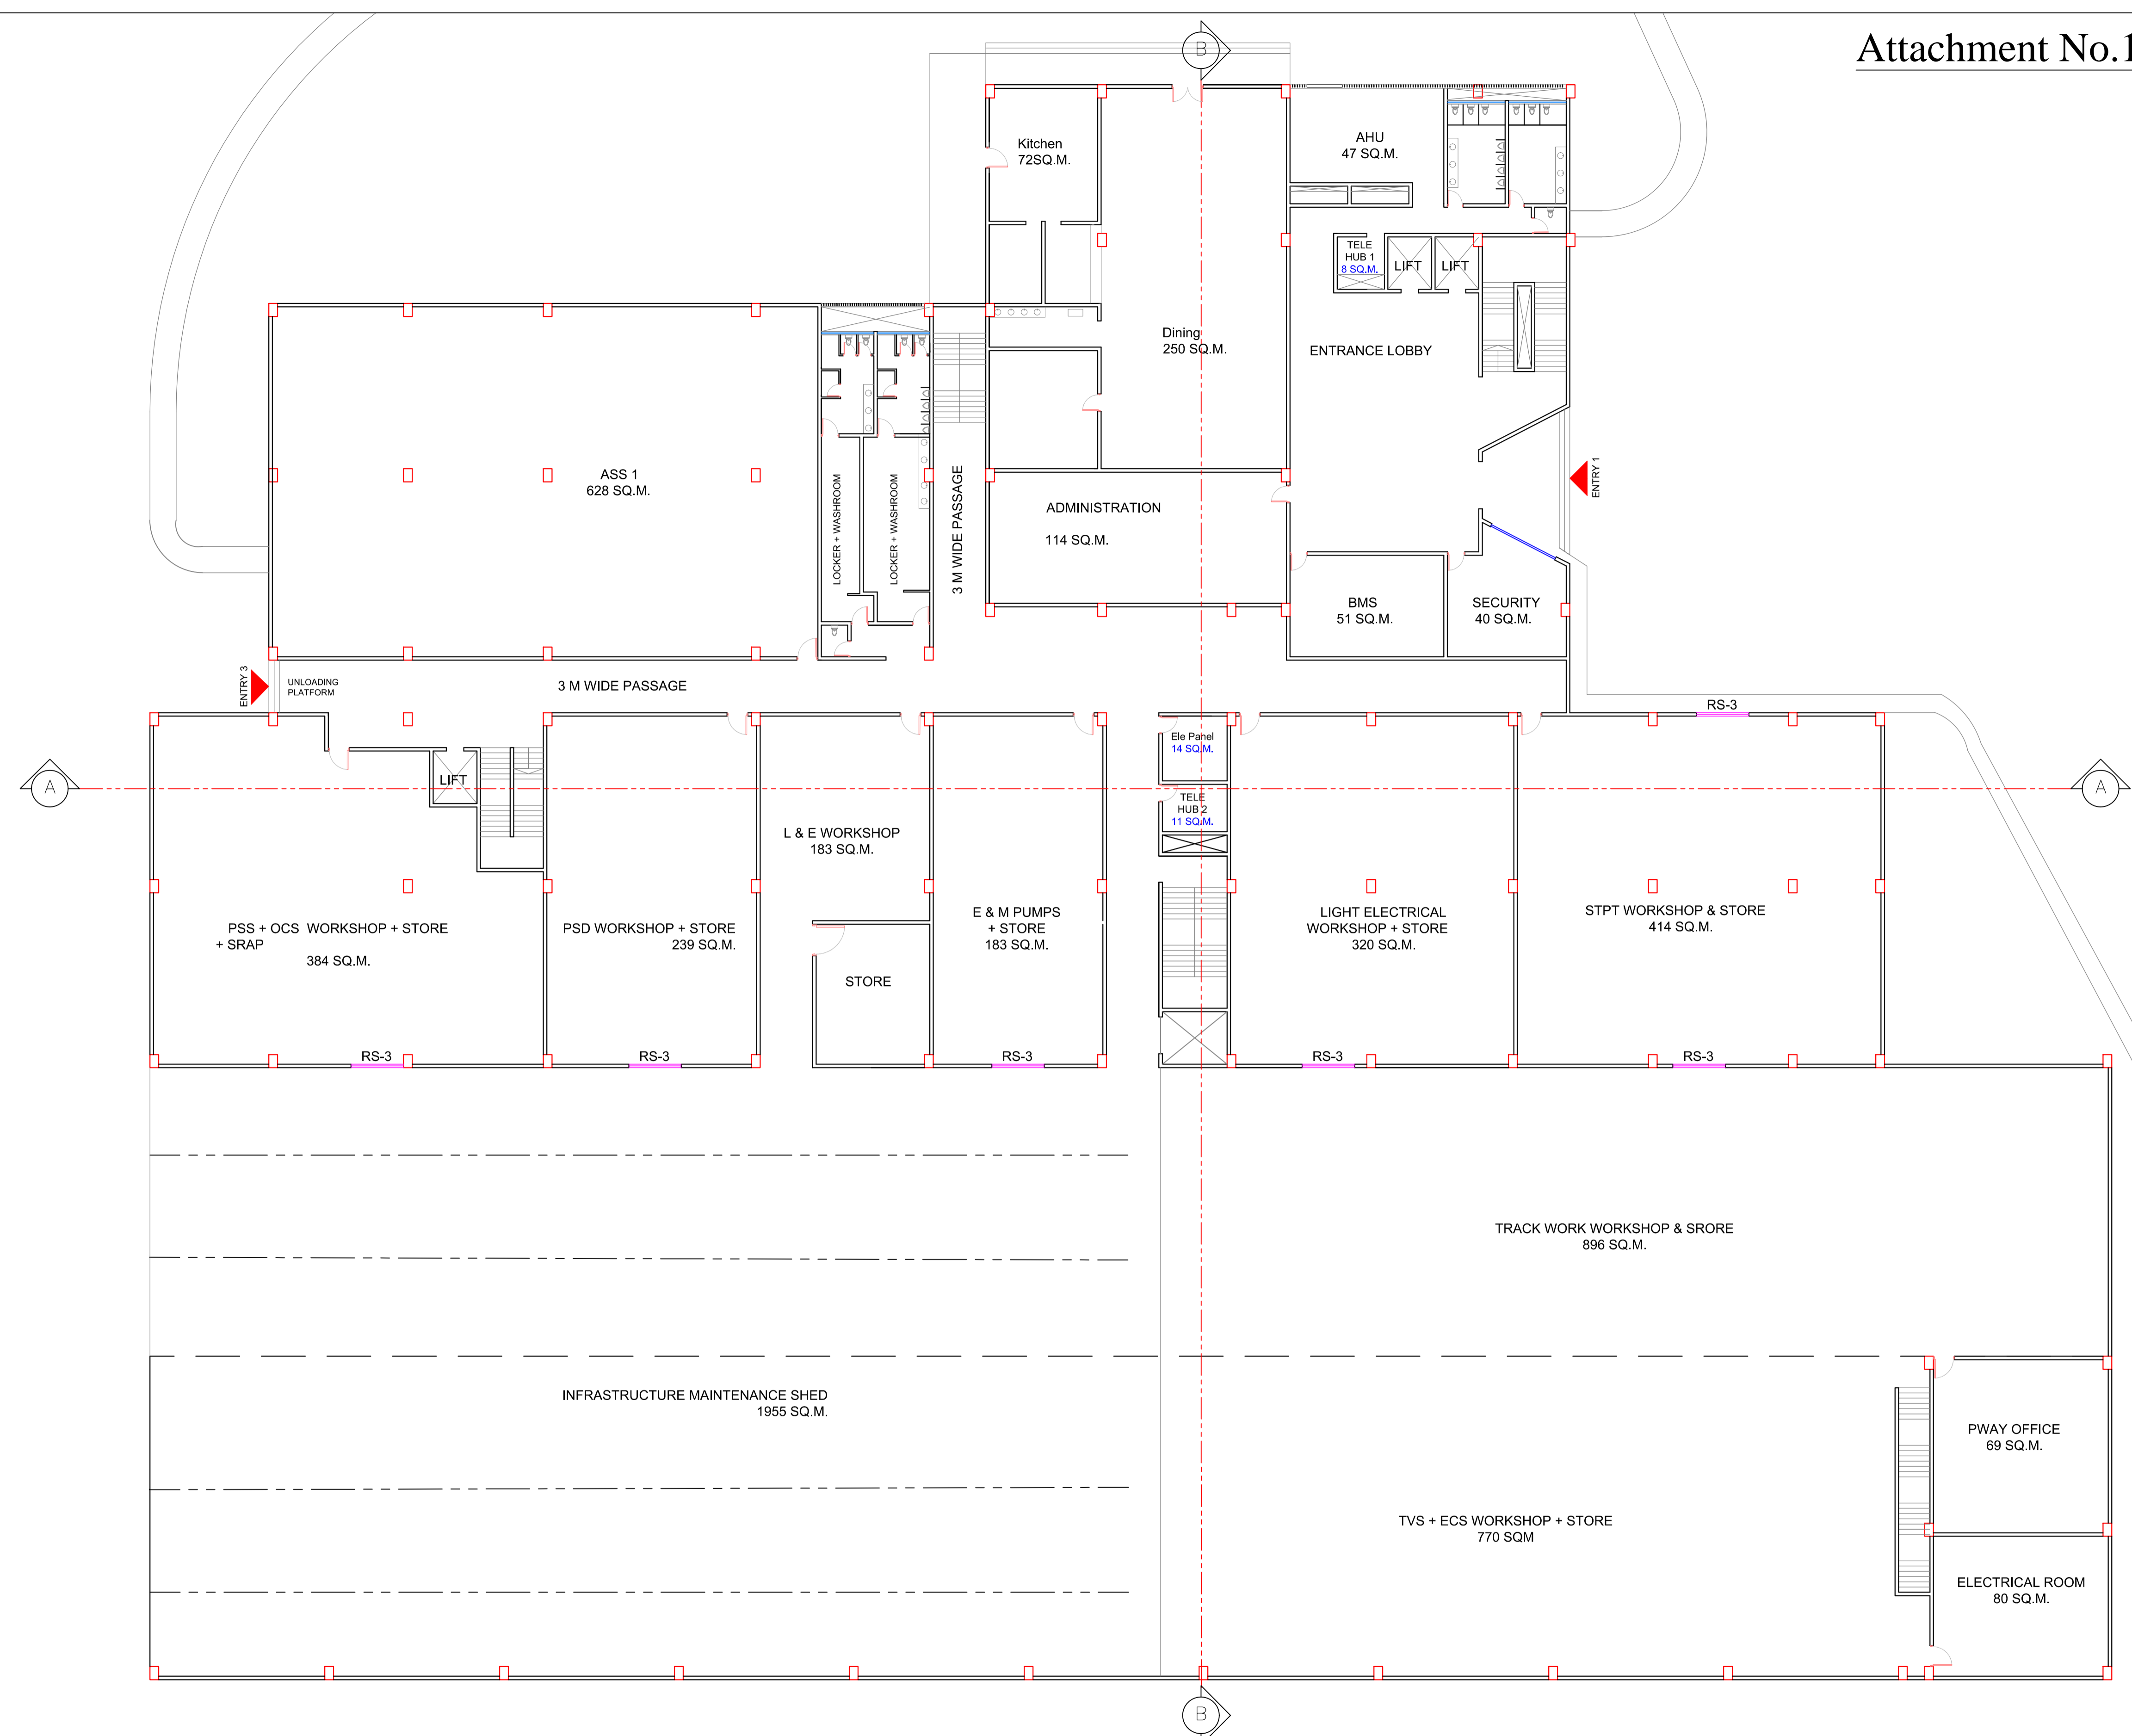 Attachment No.1
B
Kitchen
72SQ.M.
AHU
47 SQ.M.
TELE
HUB 1
8 SQ.M.
LIFT
LIFT
Dining
250 SQ.M.
ENTRANCE LOBBY
ASS 1
628 SQ.M.
LOCKER + WASHROOM
LOCKER + WASHROOM
3 M WIDE PASSAGE
ADMINISTRATION
114 SQ.M.
ENTRY 1
BMS
51 SQ.M.
SECURITY
40 SQ.M.
ENTRY 3
UNLOADING
PLATFORM
3 M WIDE PASSAGE
RS-3
Ele Panel
14 SQ.M.
A
LIFT
TELE
HUB 2
11 SQ.M.
A
L & E WORKSHOP
183 SQ.M.
PSS + OCS WORKSHOP + STORE
+ SRAP
384 SQ.M.
PSD WORKSHOP + STORE
239 SQ.M.
STORE
E & M PUMPS
+ STORE
183 SQ.M.
LIGHT ELECTRICAL
WORKSHOP + STORE
320 SQ.M.
STPT WORKSHOP & STORE
414 SQ.M.
RS-3
RS-3
RS-3
RS-3
RS-3
TRACK WORK WORKSHOP & SRORE
896 SQ.M.
INFRASTRUCTURE MAINTENANCE SHED
1955 SQ.M.
PWAY OFFICE
69 SQ.M.
TVS + ECS WORKSHOP + STORE
770 SQM
ELECTRICAL ROOM
80 SQ.M.
B